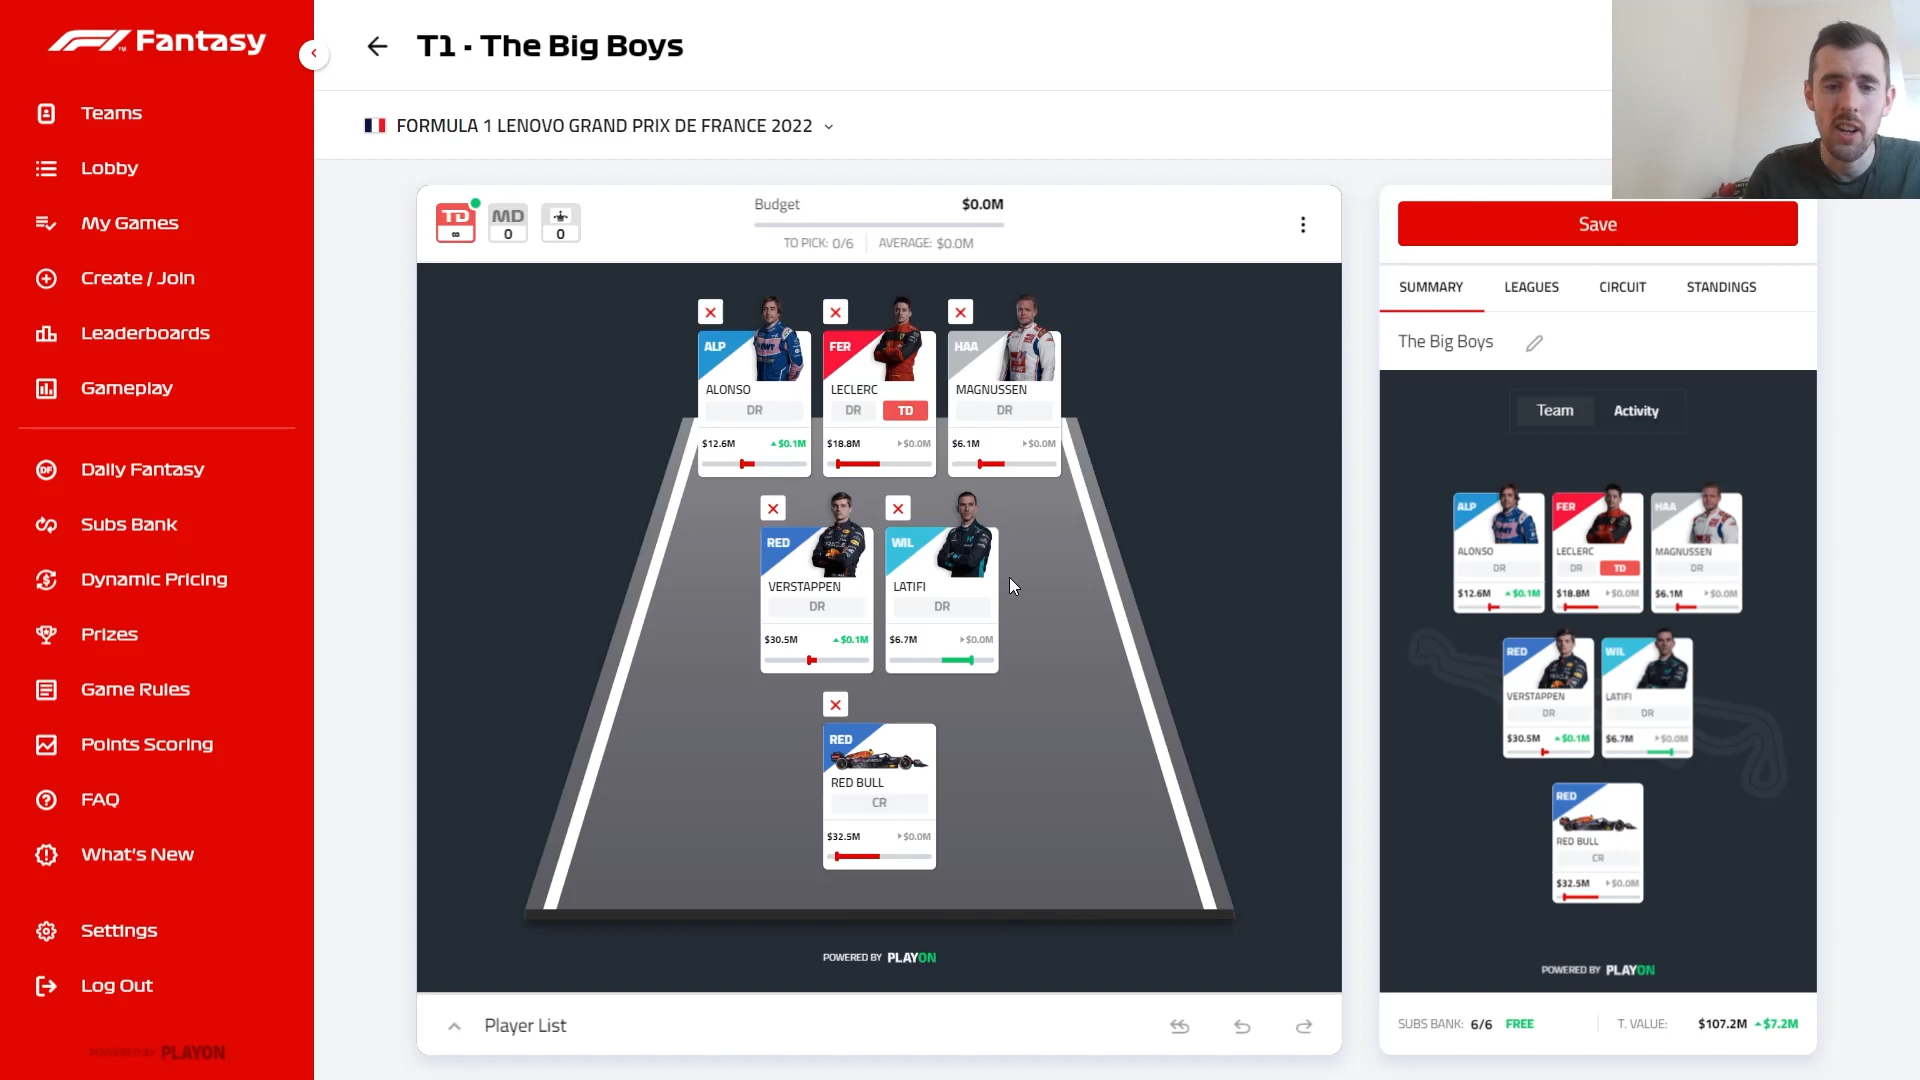 F1 Fantasy
Teams
Lobby
My Games
Create / Join
Leaderboards
Gameplay
Daily Fantasy
Subs Bank
Dynamic Pricing
Prizes
Game Rules
Points Scoring
FAQ
What's New
Settings
Log Out
POWERED BY PLAYON
T1 · The Big Boys
FORMULA 1 LENOVO GRAND PRIX DE FRANCE 2022
TD
∞
MD
0
0
Budget $0.0M
TO PICK: 0/6 AVERAGE: $0.0M
ALP
ALONSO
DR
$12.6M $0.1M
FER
LECLERC
DR TD
$18.8M $0.0M
HAA
MAGNUSSEN
DR
$6.1M $0.0M
RED
VERSTAPPEN
DR
$30.5M $0.1M
WIL
LATIFI
DR
$6.7M $0.0M
RED
RED BULL
CR
$32.5M $0.0M
POWERED BY PLAYON
Player List
Save
SUMMARY LEAGUES CIRCUIT STANDINGS
The Big Boys
Team Activity
ALP
ALONSO
DR
$12.6M $0.1M
FER
LECLERC
DR TD
$18.8M $0.0M
HAA
MAGNUSSEN
DR
$6.1M $0.0M
RED
VERSTAPPEN
DR
$30.5M $0.1M
WIL
LATIFI
DR
$6.7M $0.0M
RED
RED BULL
CR
$32.5M $0.0M
POWERED BY PLAYON
SUBS BANK: 6/6 FREE T. VALUE: $107.2M $7.2M